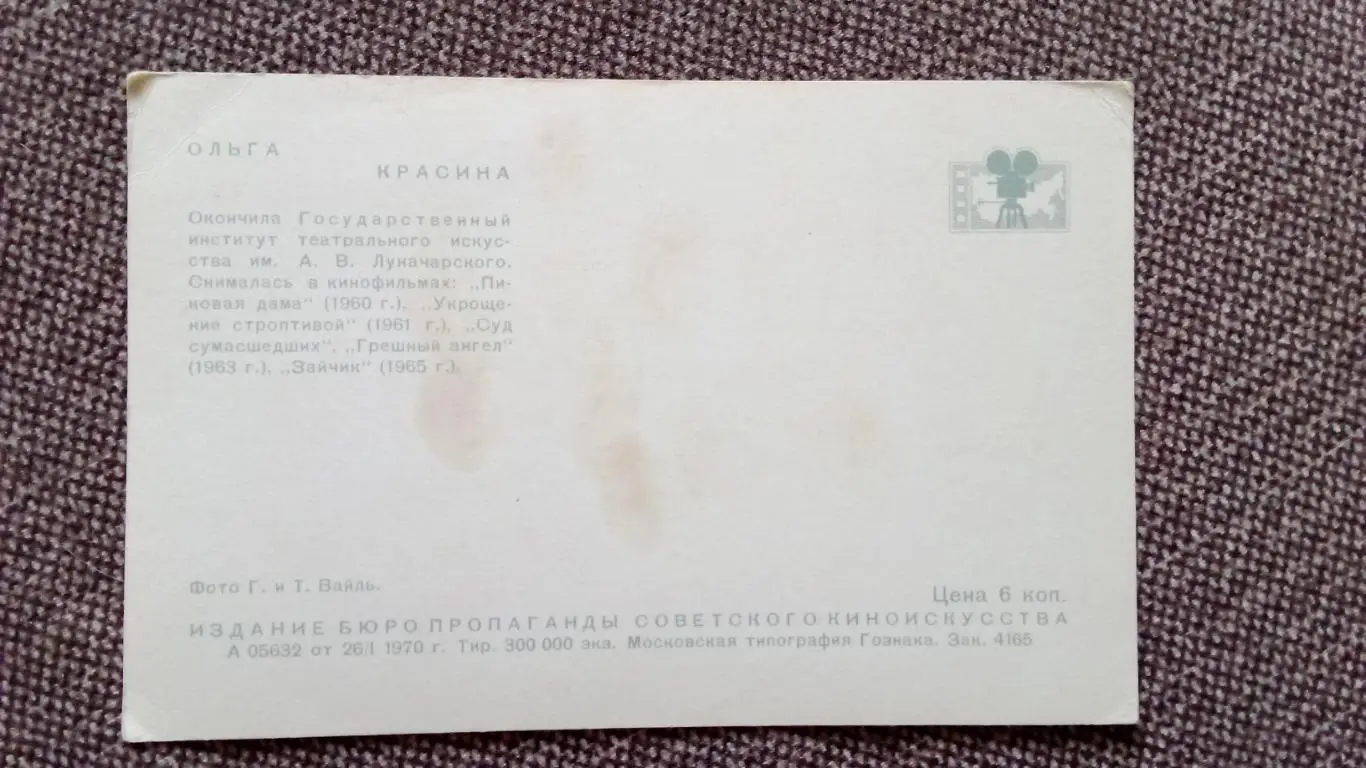 ОЛЬГА
КРАСИНА
Окончила Государственный
институт театрального искус-
ства им. А. В. Луначарского.
Снималась в кинофильмах: „Пи-
ковая дама“ (1960 г.), „Укроще-
ние строптивой“ (1961 г.), „Суд
сумасшедших“, „Грешный ангел“
(1963 г.), „Зайчик“ (1965 г.).
Фото Г. и Т. Вайль.
Цена 6 коп.
ИЗДАНИЕ БЮРО ПРОПАГАНДЫ СОВЕТСКОГО КИНОИСКУССТВА
А 05632 от 26/I 1970 г. Тир. 300 000 экз. Московская типография Гознака. Зак. 4165